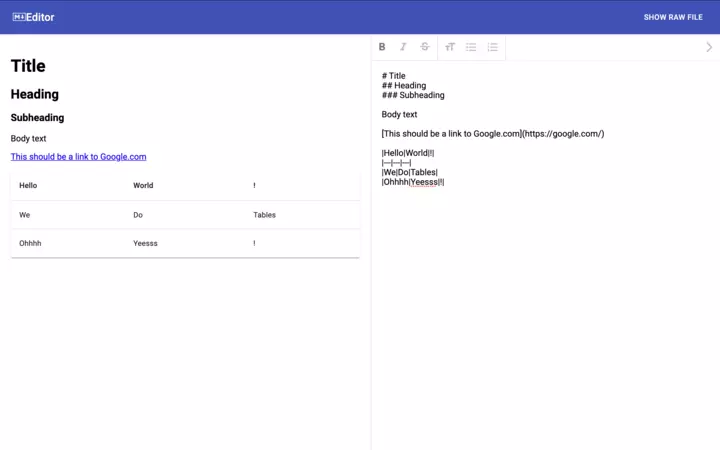 Editor
SHOW RAW FILE
Title
Heading
Subheading
Body text
This should be a link to Google.com
Hello World !
We Do Tables
Ohhhh Yeesss !
B I S TT
# Title
## Heading
### Subheading
Body text
[This should be a link to Google.com](https://google.com/)
|Hello|World|!|
|---|---|---|
|We|Do|Tables|
|Ohhhh|Yeesss|!|